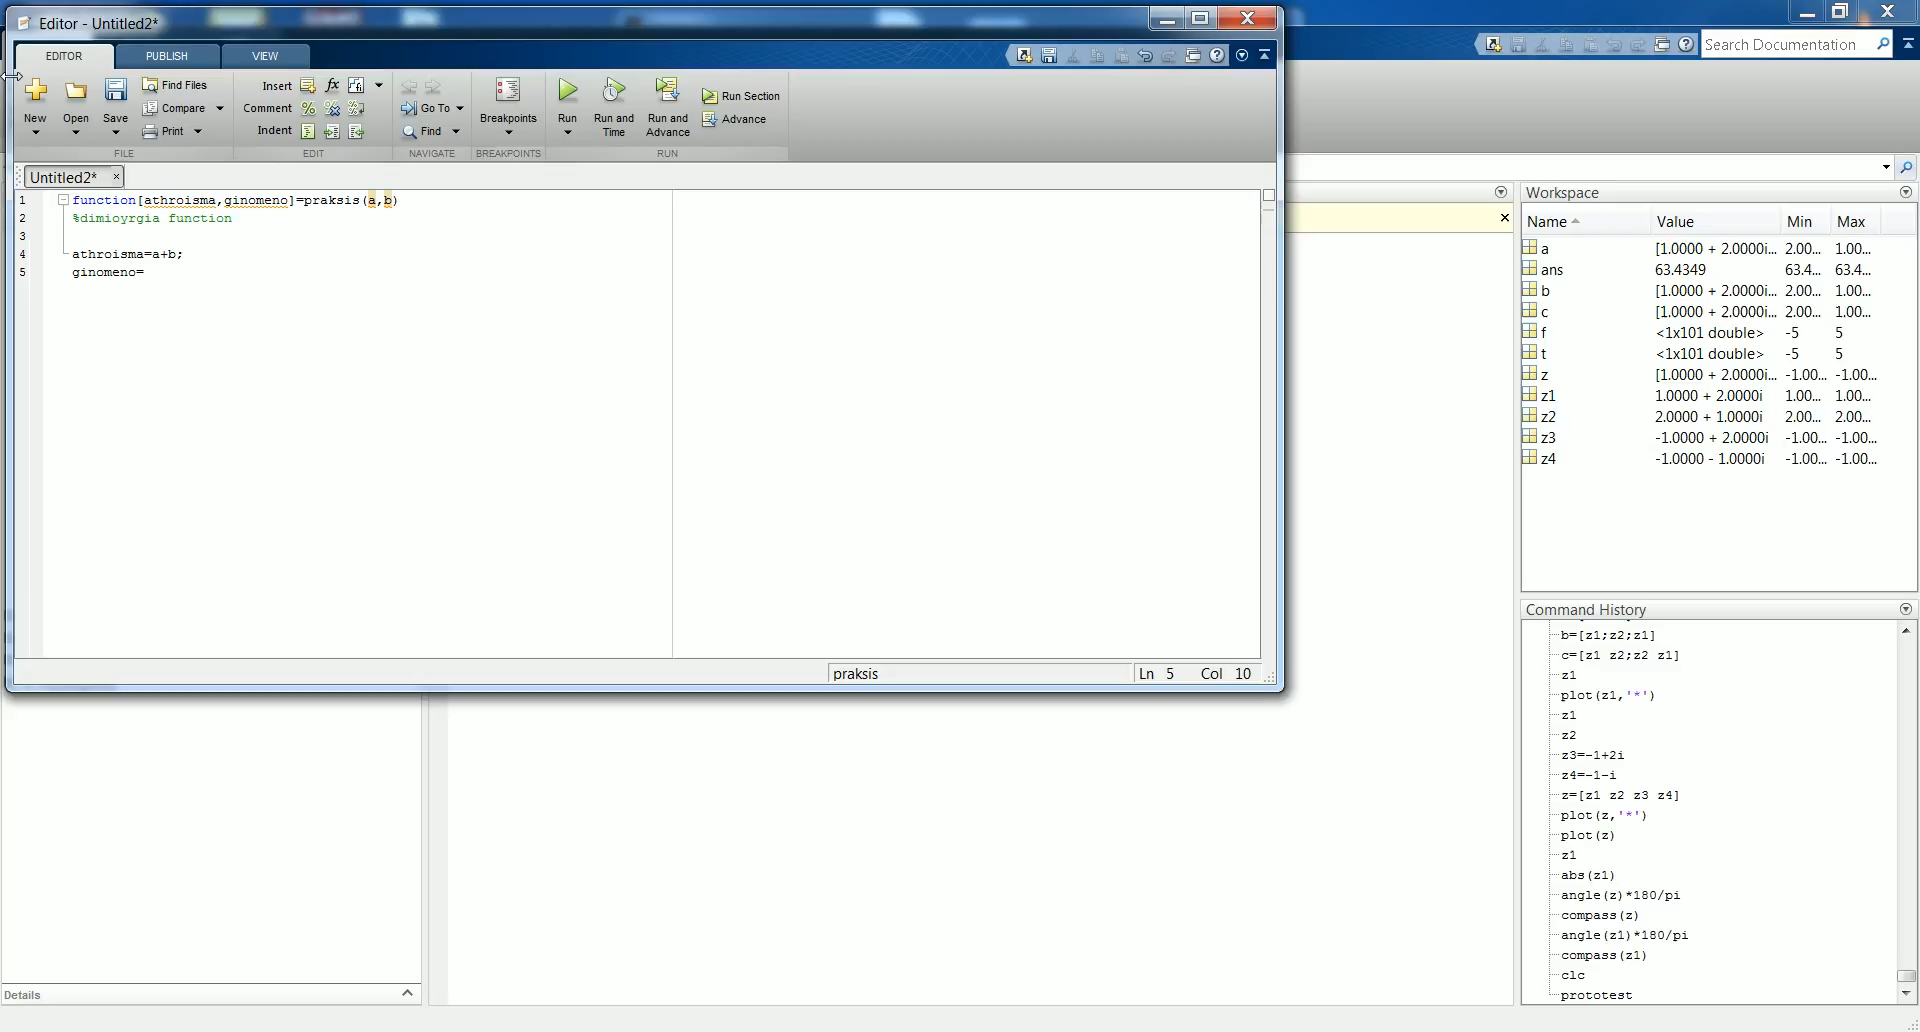 Editor - Untitled2*
EDITOR PUBLISH VIEW
Search Documentation
New Open Save Find Files Compare Print
FILE
Insert fx
Comment
Indent
EDIT
Go To Find
NAVIGATE
Breakpoints
BREAKPOINTS
Run Run and Time Run and Advance Run Section Advance
RUN
Untitled2* ×
1 function[athroisma,ginomeno]=praksis(a,b)
2 %dimioyrgia function
3
4 athroisma=a+b;
5 ginomeno=
praksis Ln 5 Col 10
Workspace
Name Value Min Max
a [1.0000 + 2.0000i... 2.00... 1.00...
ans 63.4349 63.4... 63.4...
b [1.0000 + 2.0000i... 2.00... 1.00...
c [1.0000 + 2.0000i... 2.00... 1.00...
f <1x101 double> -5 5
t <1x101 double> -5 5
z [1.0000 + 2.0000i... -1.00... -1.00...
z1 1.0000 + 2.0000i 1.00... 1.00...
z2 2.0000 + 1.0000i 2.00... 2.00...
z3 -1.0000 + 2.0000i -1.00... -1.00...
z4 -1.0000 - 1.0000i -1.00... -1.00...
Command History
b=[z1;z2;z1]
c=[z1 z2;z2 z1]
z1
plot(z1,'*')
z1
z2
z3=-1+2i
z4=-1-i
z=[z1 z2 z3 z4]
plot(z,'*')
plot(z)
z1
abs(z1)
angle(z)*180/pi
compass(z)
angle(z1)*180/pi
compass(z1)
clc
prototest
Details